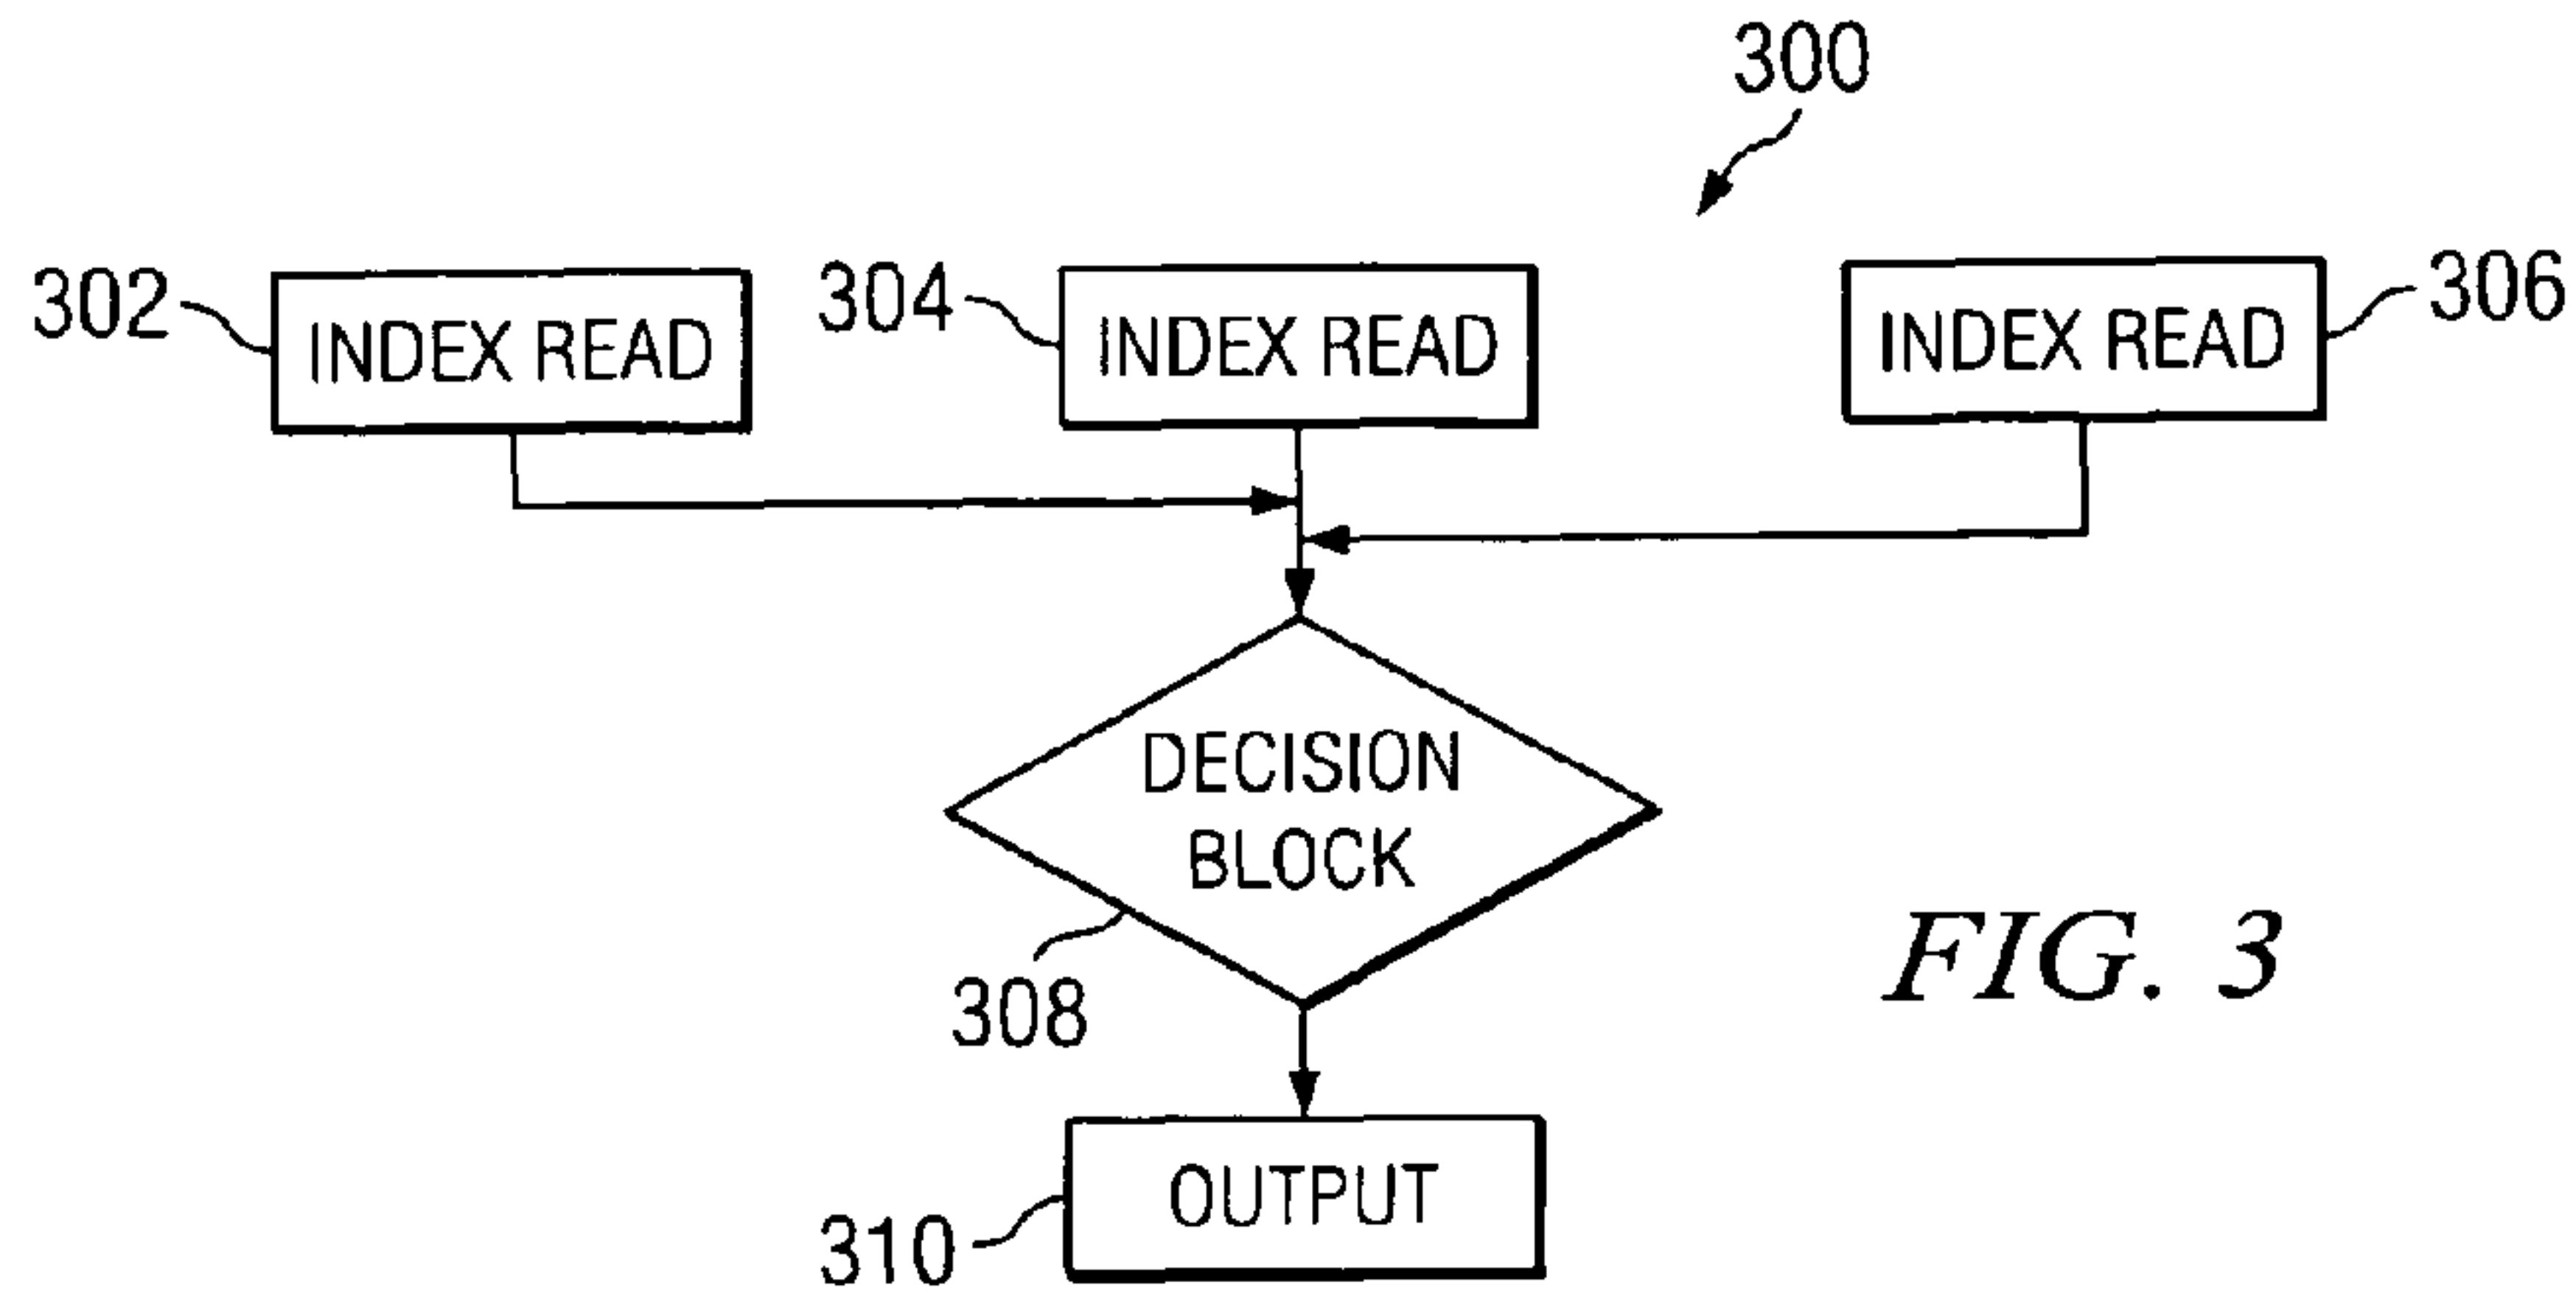 300
302
INDEX READ
304
INDEX READ
INDEX READ
306
DECISION
BLOCK
308
FIG. 3
OUTPUT
310